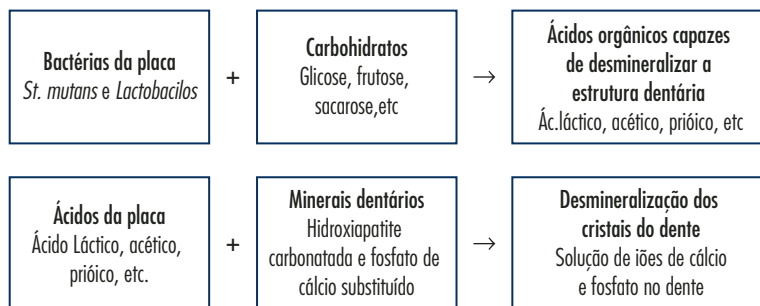 Bactérias da placa
St. mutans e Lactobacilos
+
Carbohidratos
Glicose, frutose,
sacarose,etc
→
Ácidos orgânicos capazes
de desmineralizar a
estrutura dentária
Ác.láctico, acético, prióico, etc
Ácidos da placa
Ácido Láctico, acético,
prióico, etc.
+
Minerais dentários
Hidroxiapatite
carbonatada e fosfato de
cálcio substituído
→
Desmineralização dos
cristais do dente
Solução de iões de cálcio
e fosfato no dente